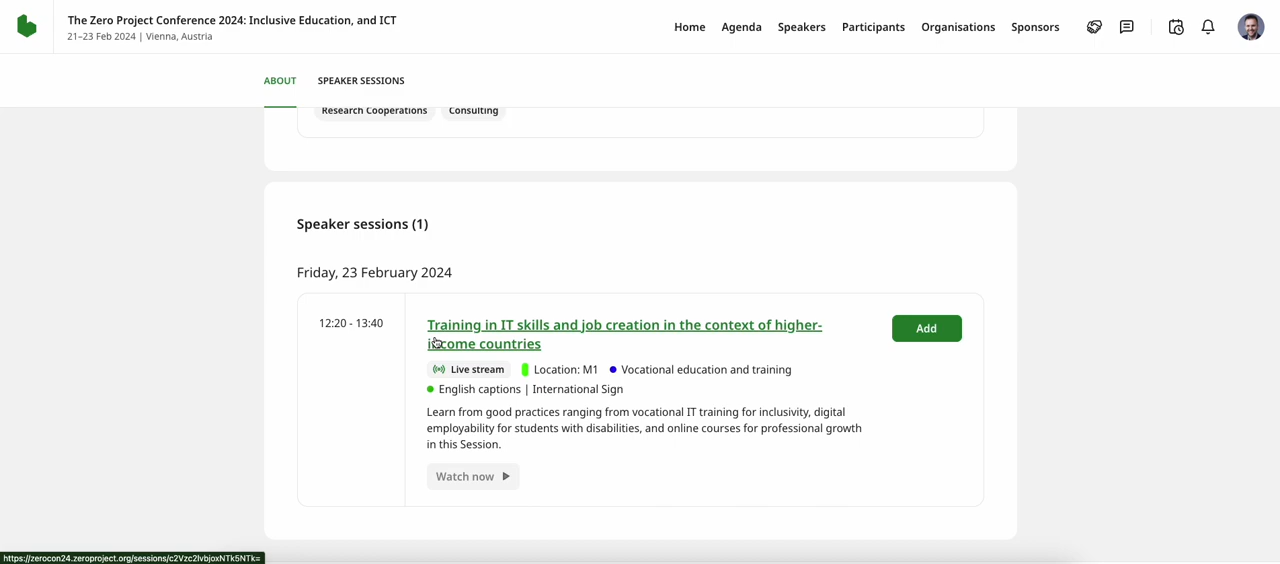 The Zero Project Conference 2024: Inclusive Education, and ICT
21–23 Feb 2024 | Vienna, Austria
Home Agenda Speakers Participants Organisations Sponsors
ABOUT SPEAKER SESSIONS
Research Cooperations Consulting
Speaker sessions (1)
Friday, 23 February 2024
12:20 - 13:40
Training in IT skills and job creation in the context of higher-
income countries
Add
Live stream Location: M1 Vocational education and training
English captions | International Sign
Learn from good practices ranging from vocational IT training for inclusivity, digital
employability for students with disabilities, and online courses for professional growth
in this Session.
Watch now
https://zerocon24.zeroproject.org/sessions/c2Vzc2lvbjoxNTk5NTk=